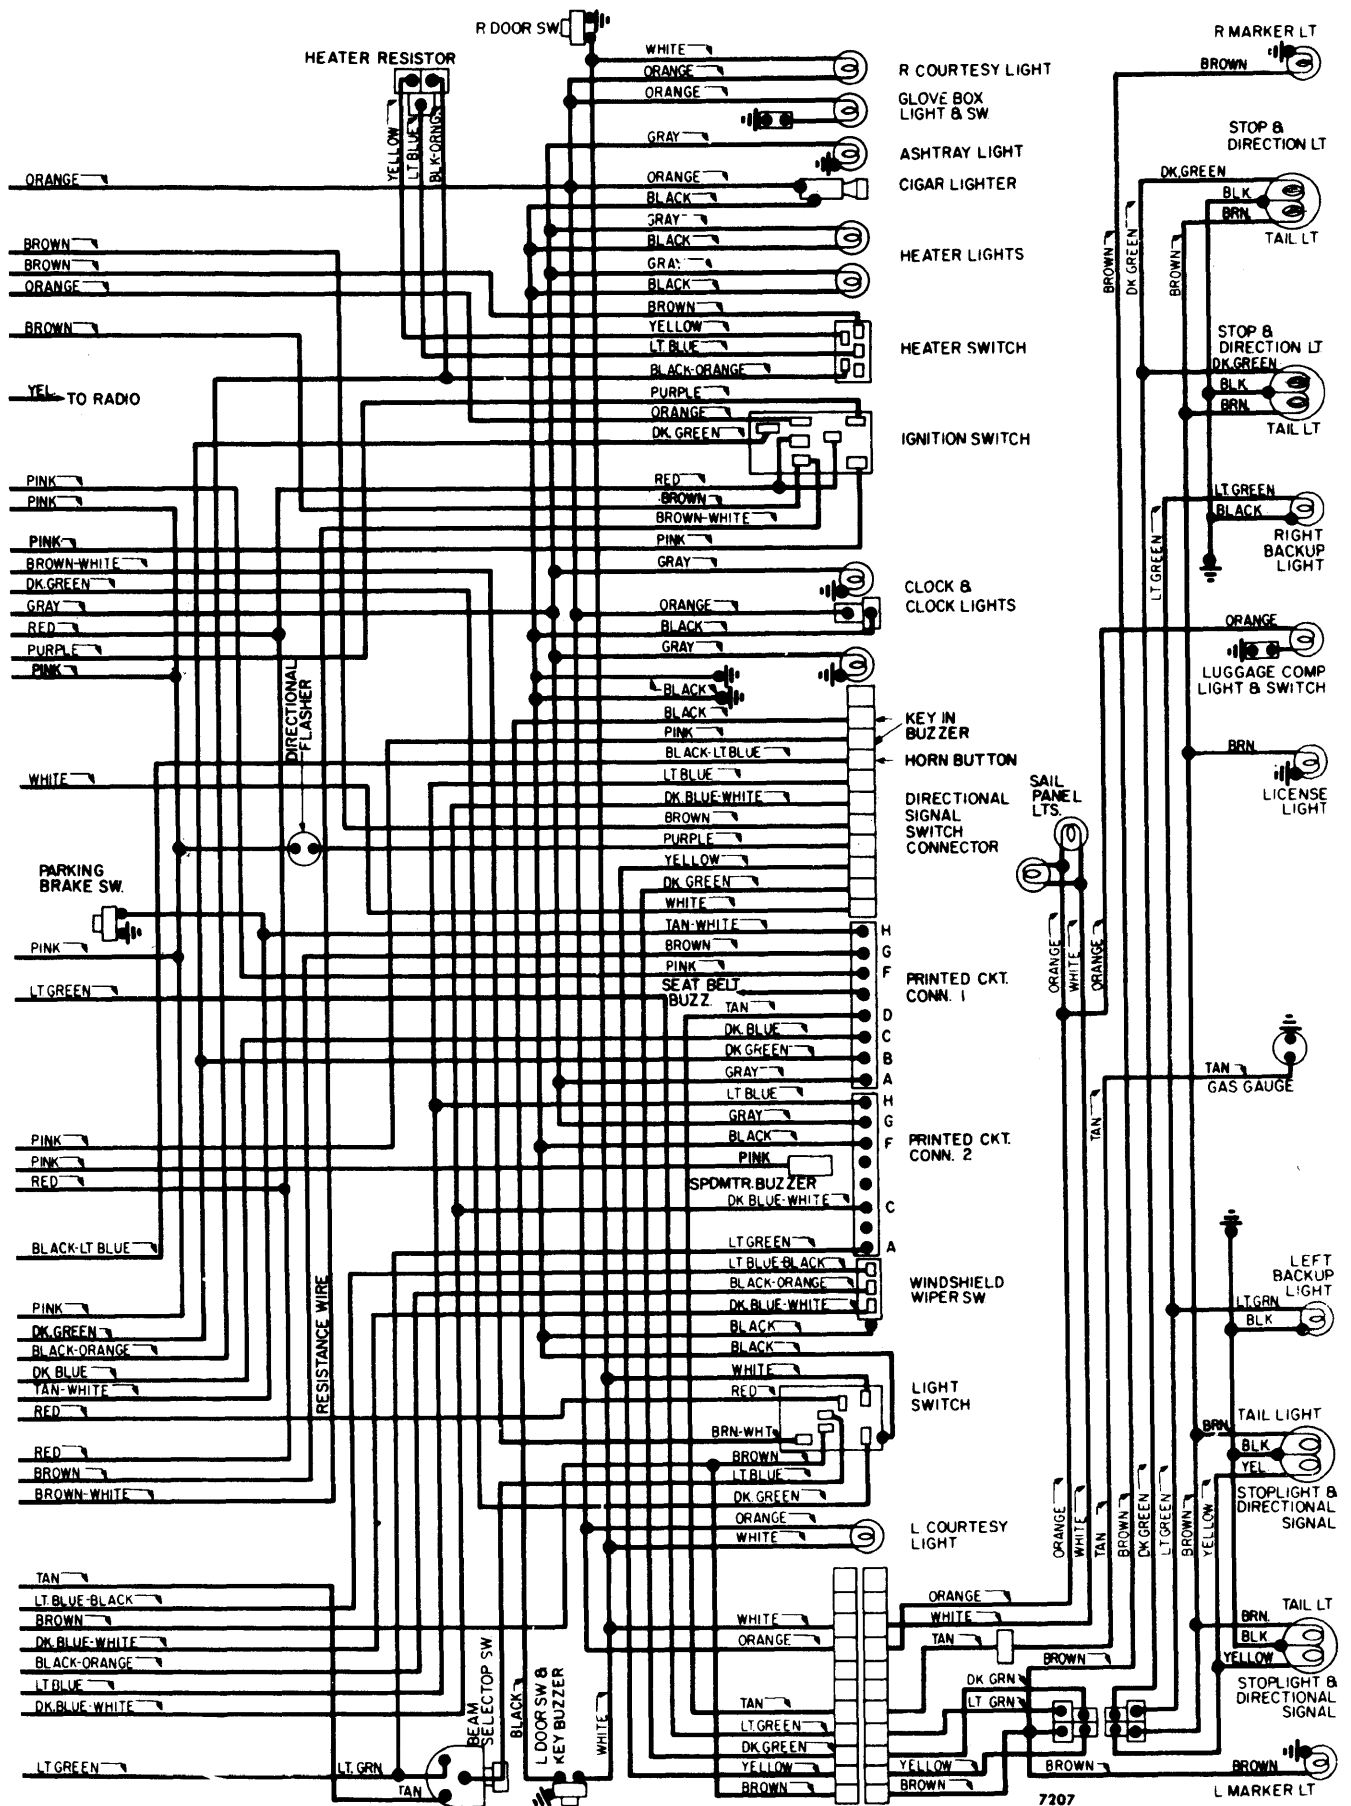 R DOOR SW.
R MARKER LT
WHITE
BROWN
HEATER RESISTOR
ORANGE
R COURTESY LIGHT
ORANGE
GLOVE BOX
LIGHT & SW.
STOP &
DIRECTION LT
YELLOW
LT BLUE
BLK-ORNG
GRAY
ASHTRAY LIGHT
DK.GREEN
ORANGE
ORANGE
CIGAR LIGHTER
BLACK
BLK
BRN.
TAIL LT
GRAY
BLACK
BROWN
HEATER LIGHTS
BROWN
DK GREEN
BROWN
BROWN
GRAY
ORANGE
BLACK
BROWN
BROWN
YELLOW
LT BLUE
HEATER SWITCH
STOP &
DIRECTION LT
DK.GREEN
BLACK-ORANGE
YEL.
TO RADIO
PURPLE
BLK
BRN.
ORANGE
TAIL LT
DK. GREEN
IGNITION SWITCH
PINK
RED
PINK
BROWN
LT.GREEN
BROWN-WHITE
BLACK
PINK
PINK
RIGHT
BACKUP
LIGHT
LT GREEN
BROWN-WHITE
GRAY
DK.GREEN
CLOCK &
CLOCK LIGHTS
GRAY
ORANGE
RED
BLACK
ORANGE
PURPLE
GRAY
PINK
LUGGAGE COMP
LIGHT & SWITCH
DIRECTIONAL
FLASHER
BLACK
BLACK
KEY IN
BUZZER
PINK
BLACK-LT BLUE
HORN BUTTON
BRN.
WHITE
LT BLUE
SAIL
PANEL
LTS.
LICENSE
LIGHT
DK.BLUE-WHITE
DIRECTIONAL
SIGNAL
SWITCH
CONNECTOR
BROWN
PURPLE
YELLOW
PARKING
BRAKE SW.
DK GREEN
WHITE
TAN-WHITE
H
PINK
BROWN
G
PINK
F
PRINTED CKT.
CONN. 1
ORANGE
WHITE
ORANGE
LT GREEN
SEAT BELT
BUZZ.
TAN
D
DK. BLUE
C
DK GREEN
B
GRAY
A
TAN
GAS GAUGE
LT BLUE
H
GRAY
G
TAN
PINK
BLACK
F
PRINTED CKT.
CONN. 2
PINK
PINK
RED
SPDMTR. BUZZER
DK BLUE-WHITE
C
BLACK-LT BLUE
LT GREEN
A
LT BLUE-BLACK
LEFT
BACKUP
LIGHT
BLACK-ORANGE
WINDSHIELD
WIPER SW
DK. BLUE-WHITE
LT.GRN
PINK
BLACK
BLK
DK.GREEN
BLACK-ORANGE
BLACK
DK BLUE
WHITE
TAN-WHITE
RED
LIGHT
SWITCH
RED
RESISTANCE WIRE
BRN-WHT
BRN.
TAIL LIGHT
RED
BROWN
BLK
BROWN
LT BLUE
YEL.
BROWN-WHITE
DK. GREEN
STOPLIGHT &
DIRECTIONAL
SIGNAL
ORANGE
WHITE
L COURTESY
LIGHT
ORANGE
WHITE
TAN
BROWN
DK GREEN
LT GREEN
BROWN
YELLOW
TAN
LT. BLUE-BLACK
ORANGE
TAIL LT
BROWN
WHITE
WHITE
BRN.
DK BLUE-WHITE
ORANGE
TAN
BLK
BLACK-ORANGE
BROWN
YELLOW
LT BLUE
DK GRN
STOPLIGHT &
DIRECTIONAL
SIGNAL
DK.BLUE-WHITE
TAN
LT GRN
BEAM
SELECTOP SW
BLACK
L DOOR SW &
KEY BUZZER
WHITE
LT.GREEN
DK.GREEN
LT GREEN
LT. GRN
YELLOW
YELLOW
BROWN
BROWN
TAN
BROWN
BROWN
L MARKER LT
7207